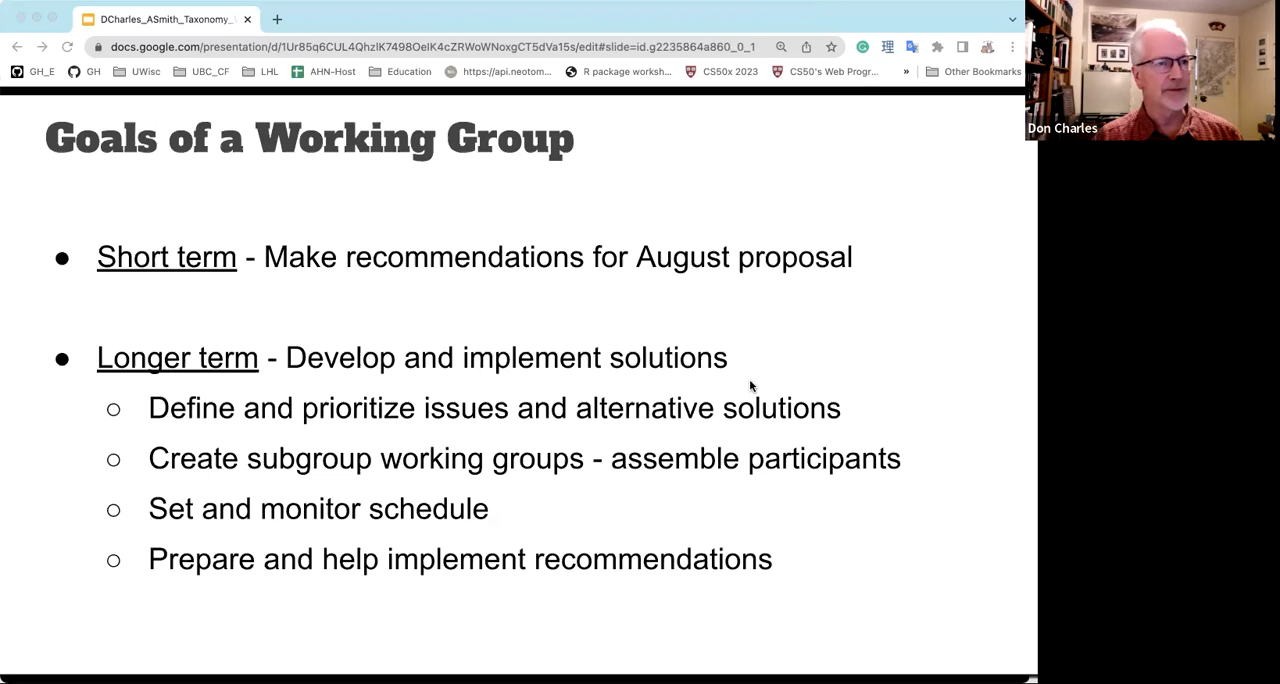 DCharles_ASmith_Taxonomy_
docs.google.com/presentation/d/1Ur85q6CUL4QhzlK7498OelK4cZRWoWNoxgCT5dVa15s/edit#slide=id.g2235864a860_0_1
GH_E GH UWisc UBC_CF LHL AHN-Host Education https://api.neotom... R package worksh... CS50x 2023 CS50's Web Progr... » Other Bookmarks
Don Charles
Goals of a Working Group
● Short term - Make recommendations for August proposal
● Longer term - Develop and implement solutions
○ Define and prioritize issues and alternative solutions
○ Create subgroup working groups - assemble participants
○ Set and monitor schedule
○ Prepare and help implement recommendations